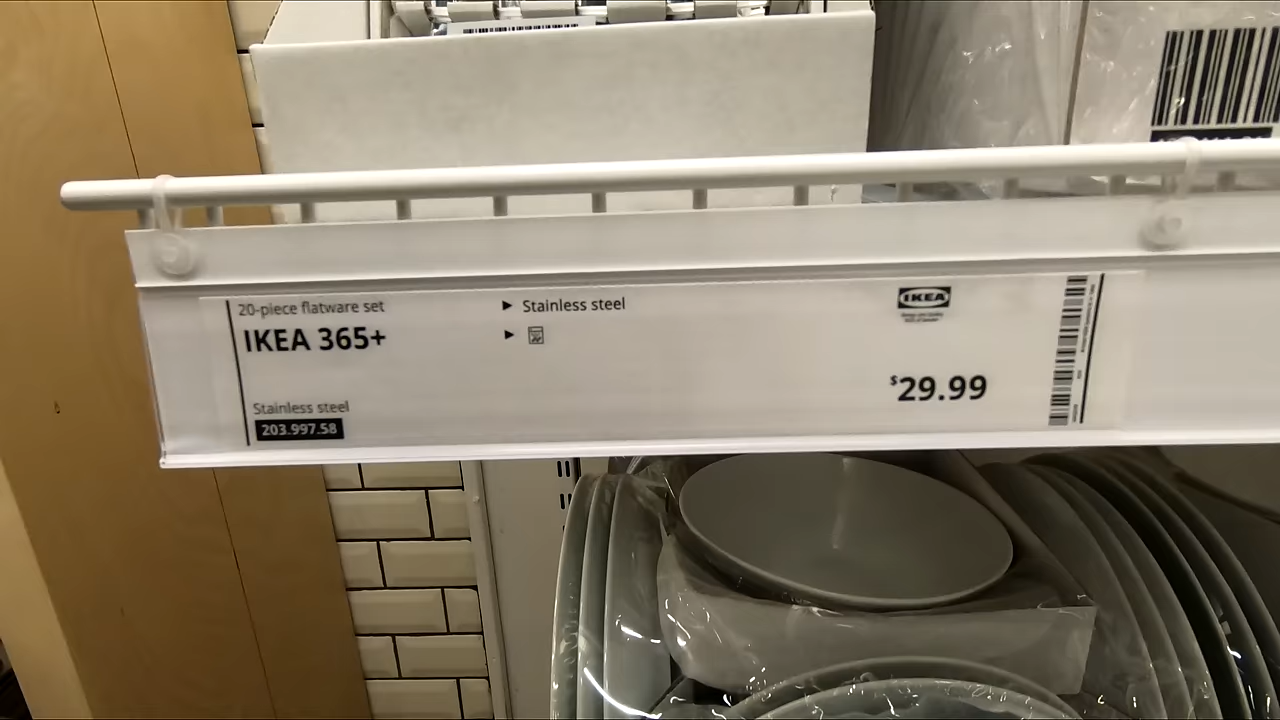 20-piece flatware set
IKEA 365+
Stainless steel
203.997.58
▶ Stainless steel
▶
IKEA
$29.99